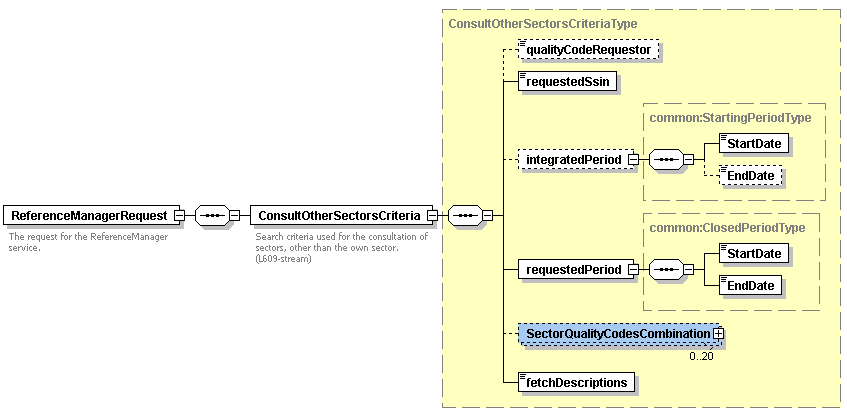 ConsultOtherSectorsCriteriaType
qualityCodeRequestor
requestedSsin
common:StartingPeriodType
StartDate
integratedPeriod
EndDate
ReferenceManagerRequest
The request for the ReferenceManager
service.
ConsultOtherSectorsCriteria
Search criteria used for the consultation of
sectors, other than the own sector.
(L609-stream)
common:ClosedPeriodType
StartDate
requestedPeriod
EndDate
SectorQualityCodesCombination
0..20
fetchDescriptions